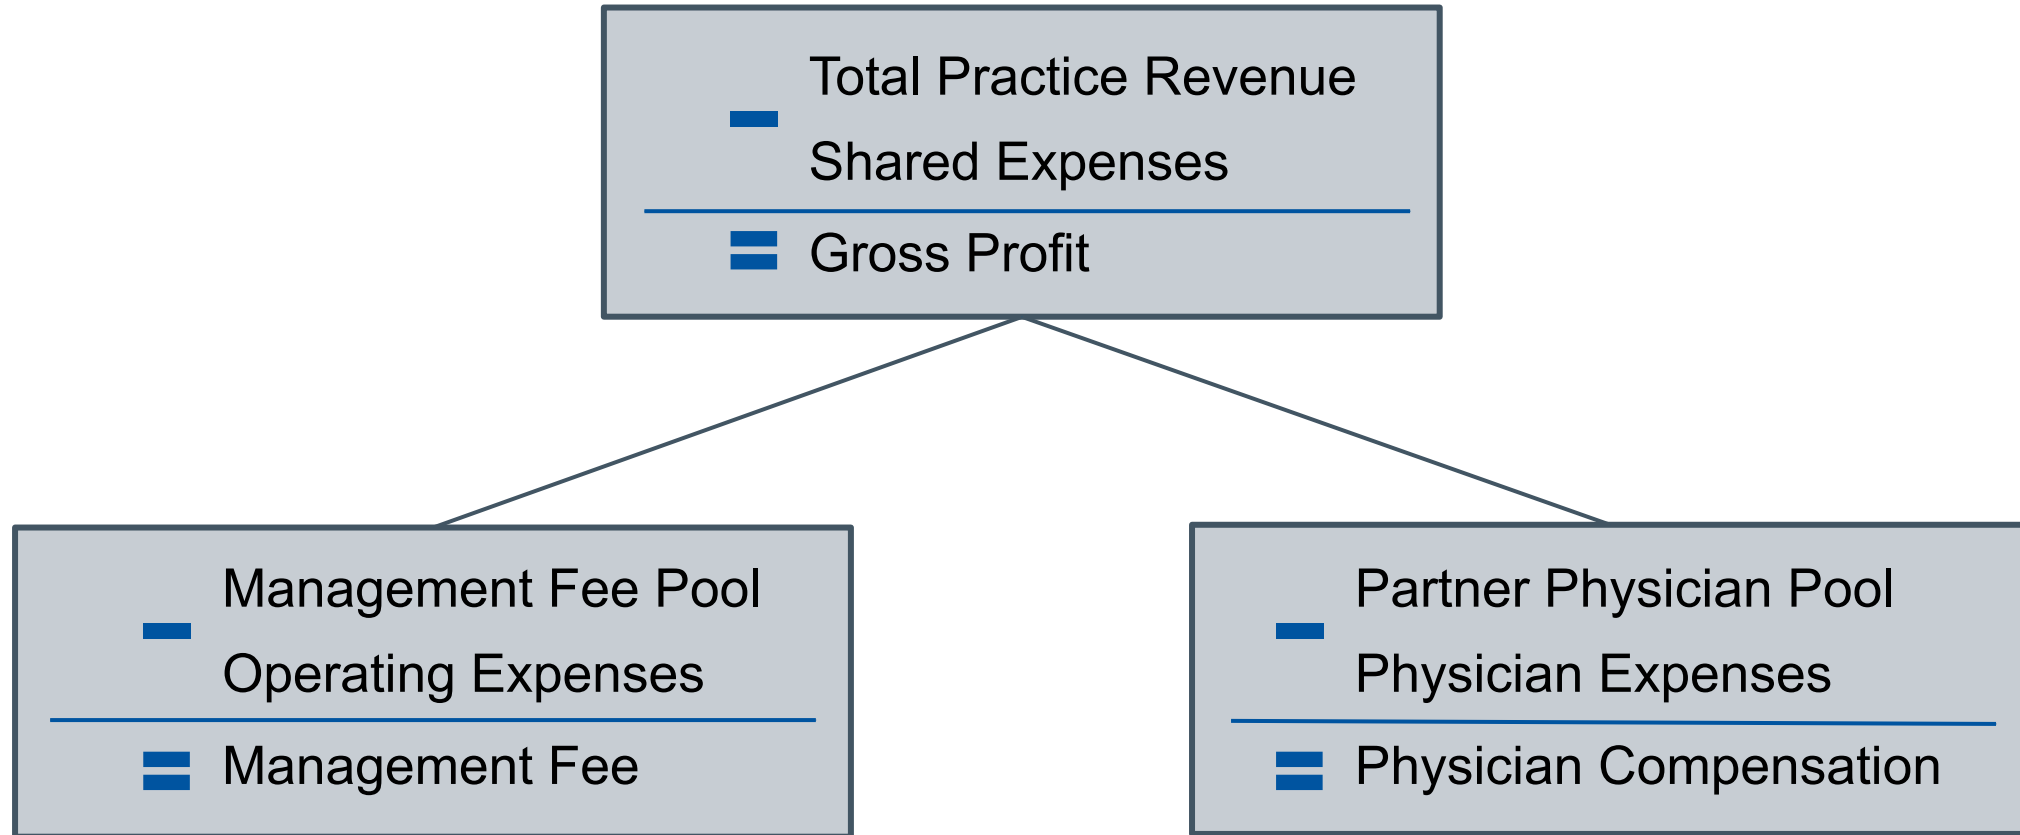 Total Practice Revenue
Shared Expenses
Gross Profit
Management Fee Pool
Operating Expenses
Management Fee
Partner Physician Pool
Physician Expenses
Physician Compensation